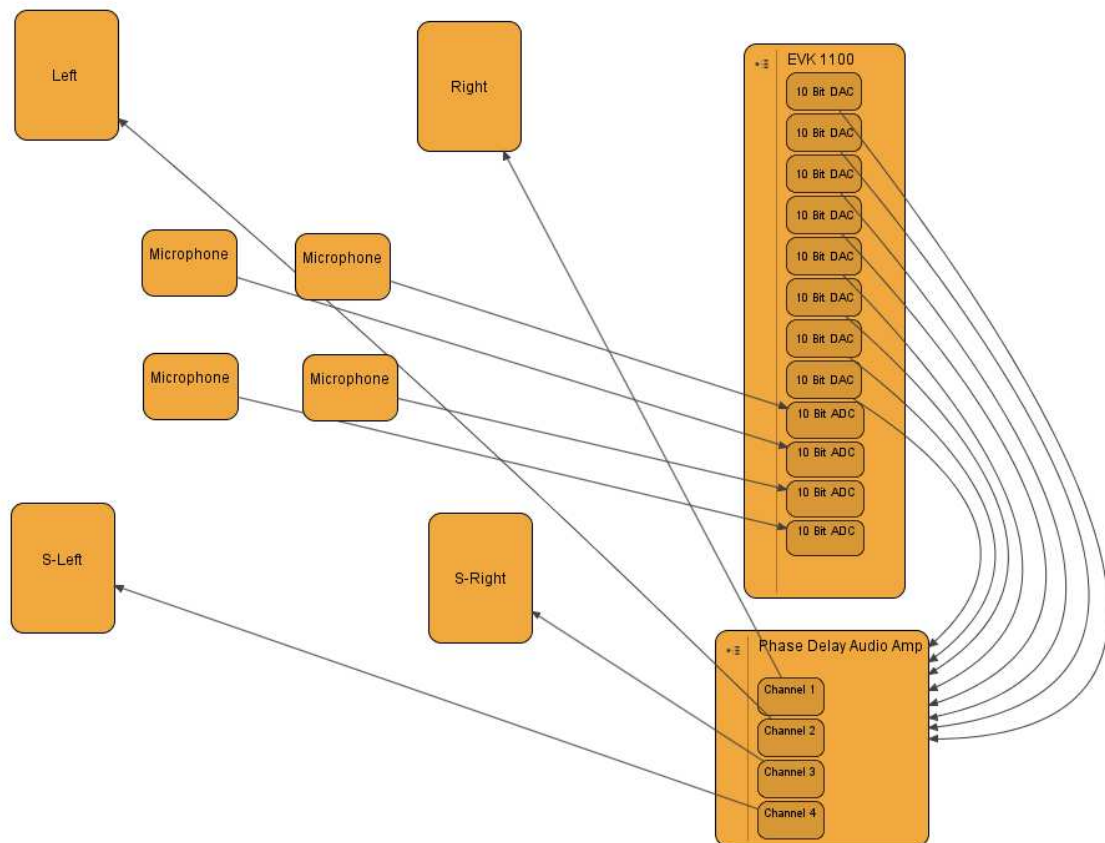 Left
Right
EVK 1100
10 Bit DAC
10 Bit DAC
10 Bit DAC
10 Bit DAC
10 Bit DAC
10 Bit DAC
10 Bit DAC
10 Bit DAC
10 Bit ADC
10 Bit ADC
10 Bit ADC
10 Bit ADC
Microphone
Microphone
Microphone
Microphone
S-Left
S-Right
Phase Delay Audio Amp
Channel 1
Channel 2
Channel 3
Channel 4